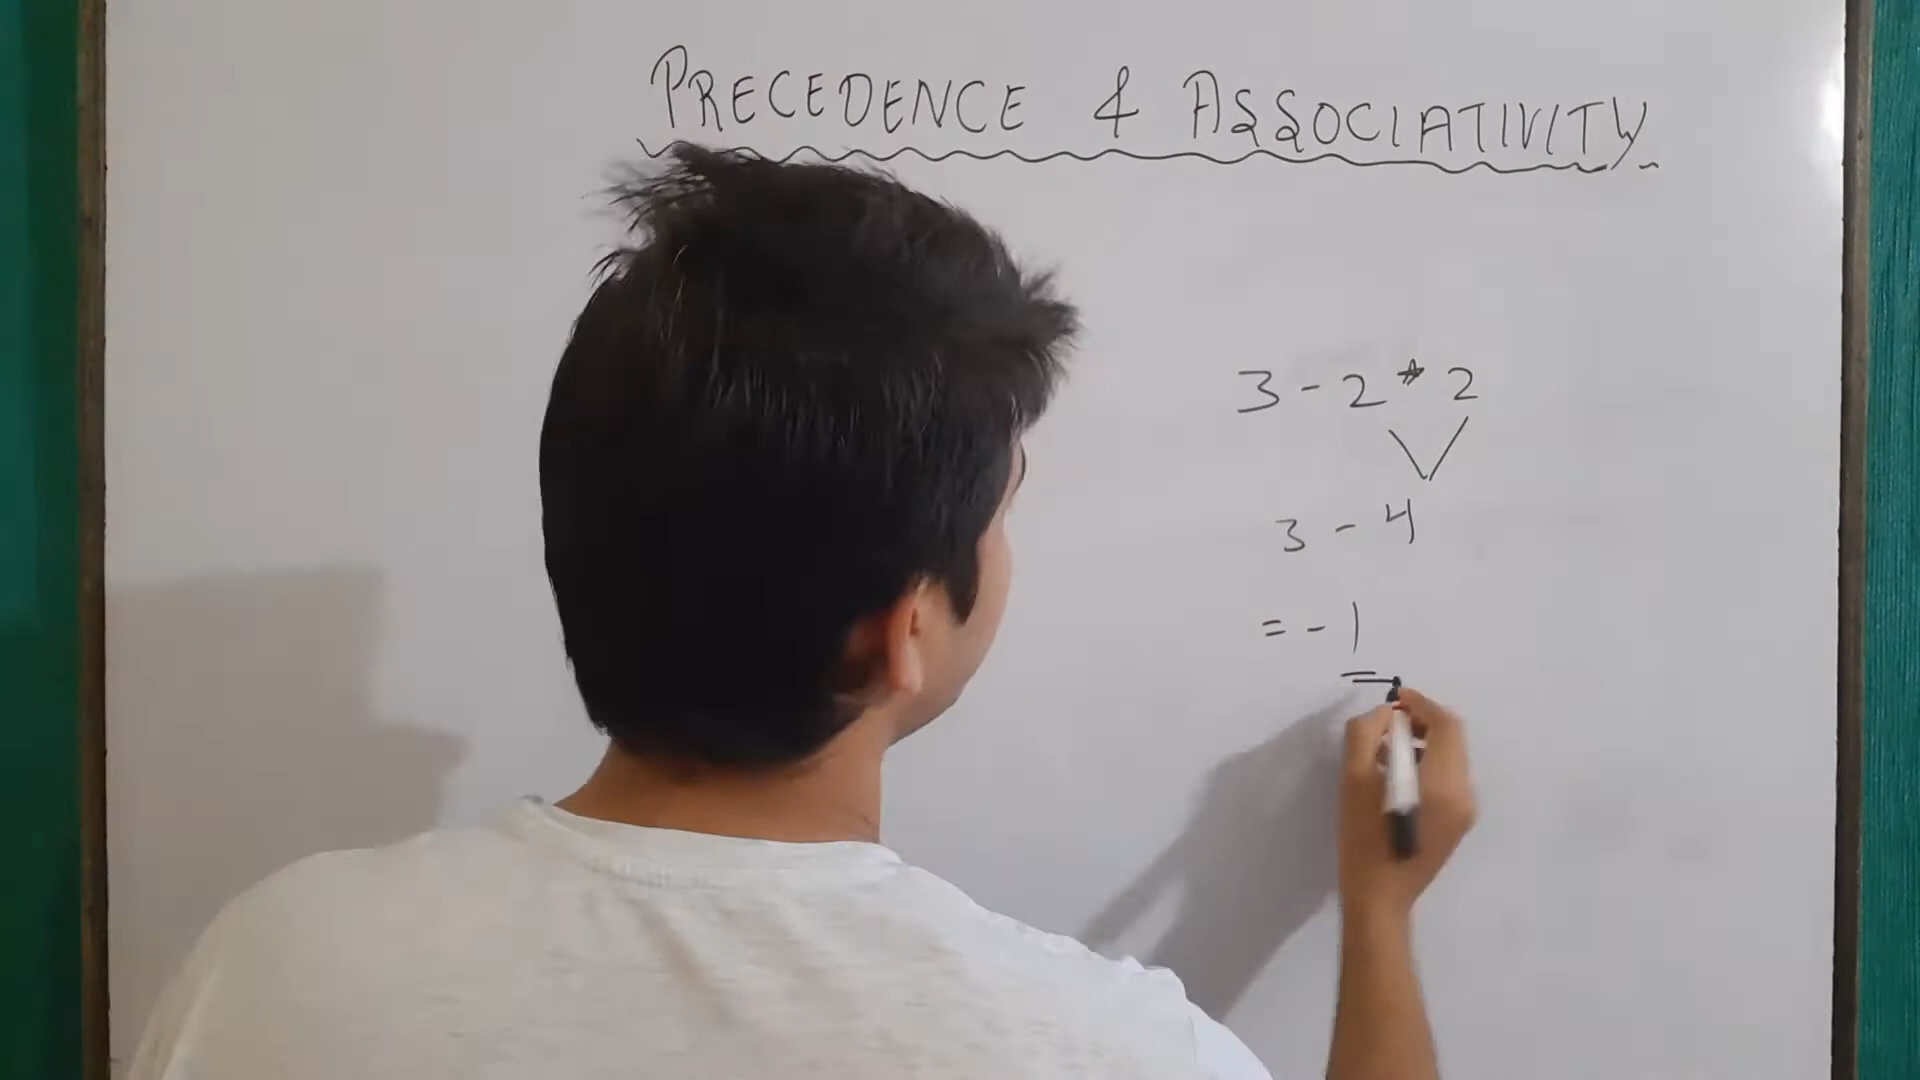 PRECEDENCE & ASSOCIATIVITY
3 - 2 * 2
3 - 4
= - 1